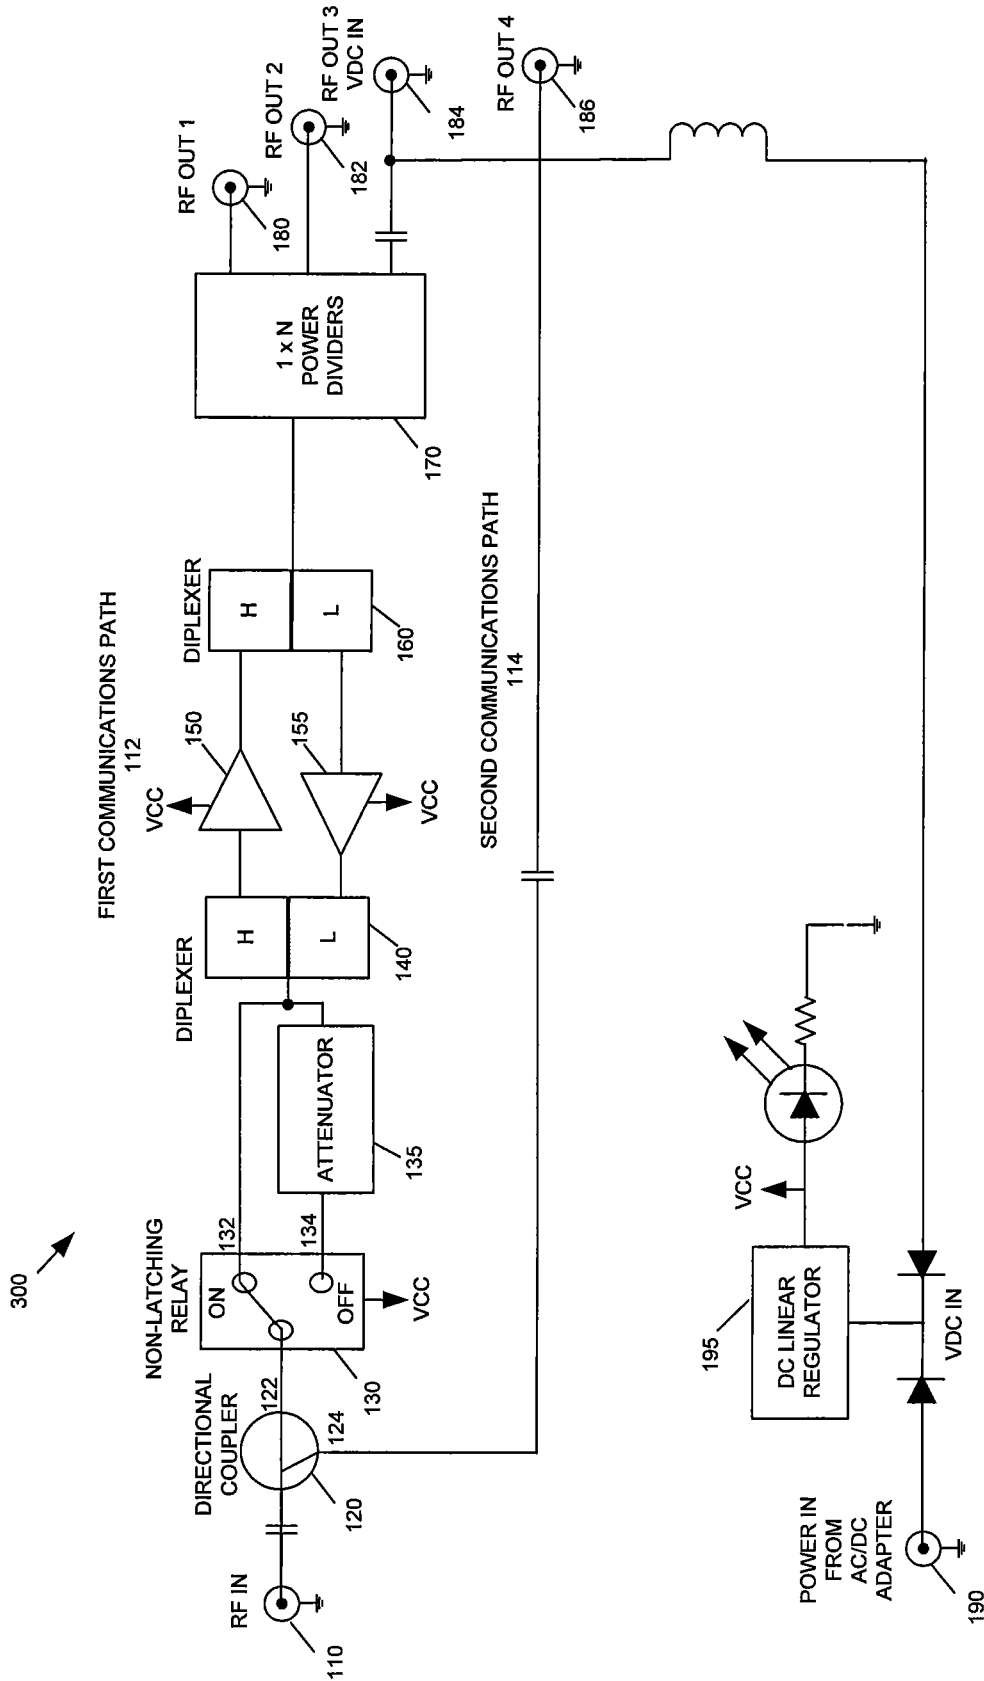 300
FIRST COMMUNICATIONS PATH
112
RF IN
110
DIRECTIONAL
COUPLER
120
122
124
NON-LATCHING
RELAY
ON
OFF
130
VCC
132
134
ATTENUATOR
135
DIPLEXER
H
L
140
VCC
150
155
VCC
DIPLEXER
H
L
160
1 x N
POWER
DIVIDERS
170
RF OUT 1
180
RF OUT 2
182
RF OUT 3
VDC IN
184
RF OUT 4
186
SECOND COMMUNICATIONS PATH
114
195
DC LINEAR
REGULATOR
VCC
VDC IN
POWER IN
FROM
AC/DC
ADAPTER
190